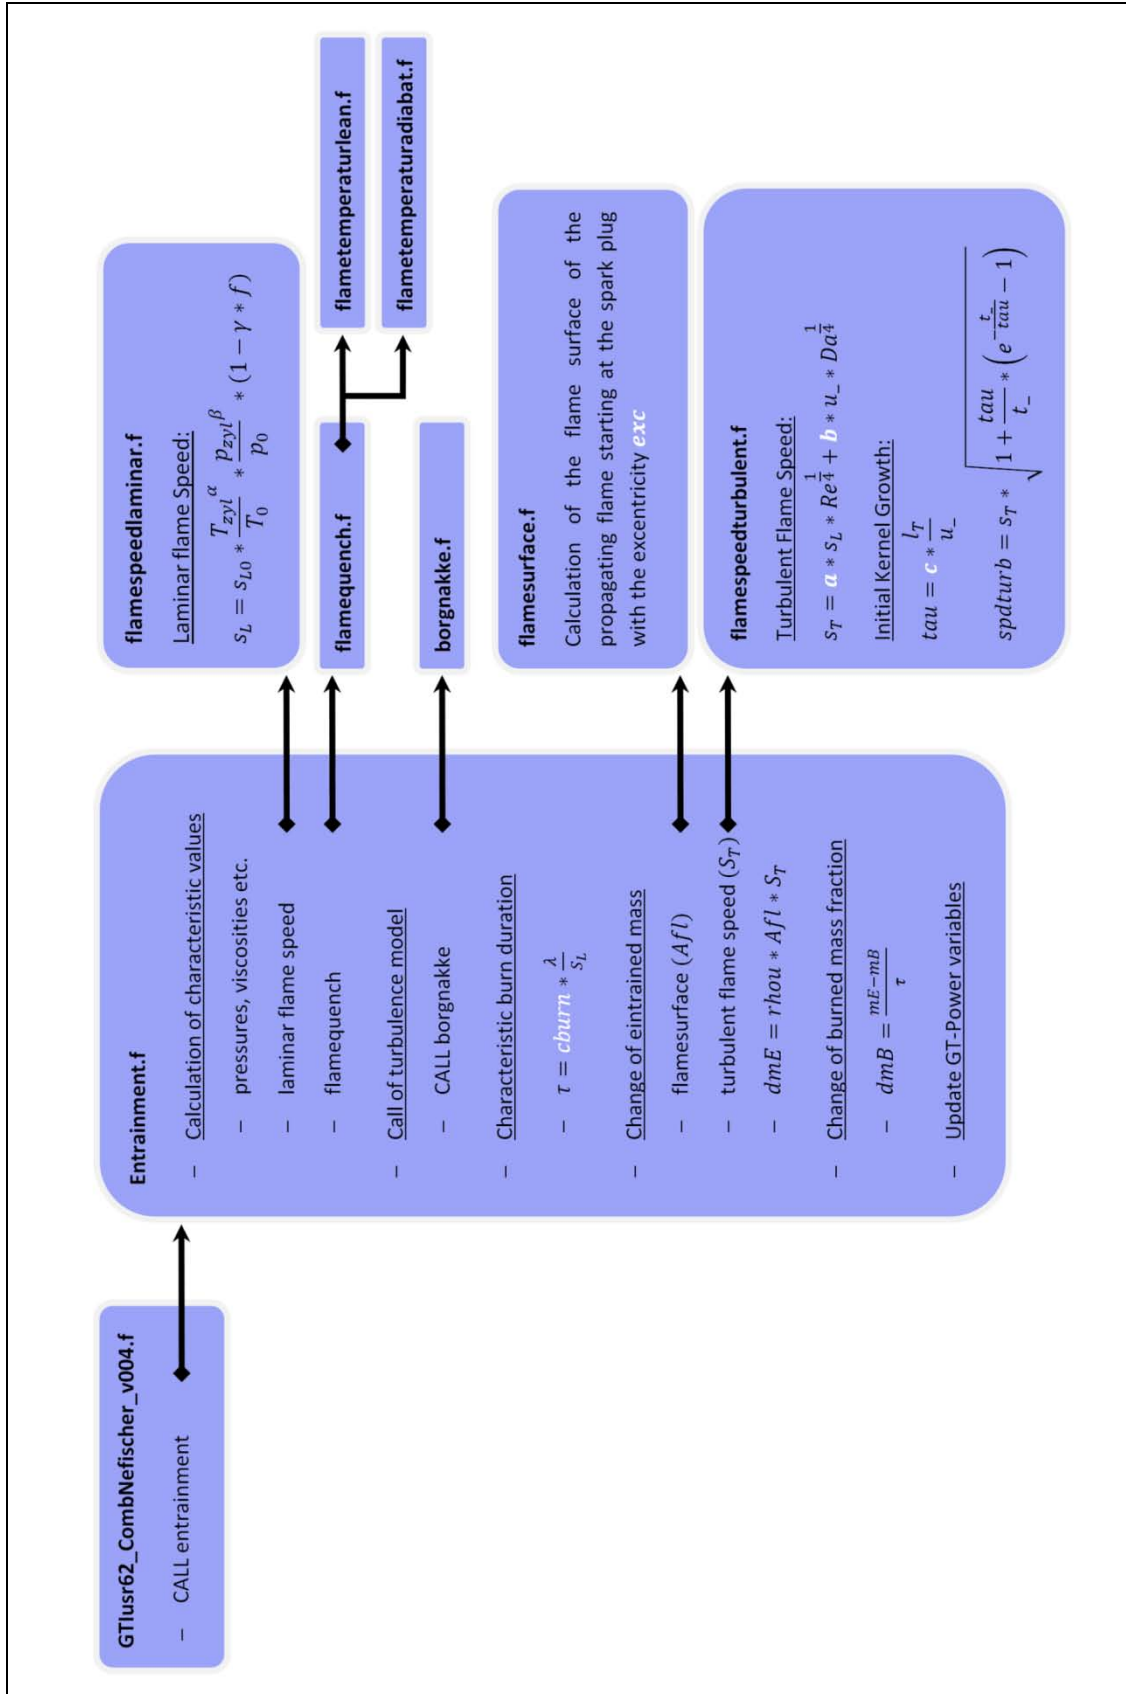 GTIusr62_CombNefischer_v004.f
– CALL entrainment
Entrainment.f
– Calculation of characteristic values
– pressures, viscosities etc.
– laminar flame speed
– flamequench
– Call of turbulence model
– CALL borgnakke
– Characteristic burn duration
– τ = cburn * λ/s_L
– Change of eintrained mass
– flamesurface (Afl)
– turbulent flame speed (S_T)
– dmE = rhou * Afl * S_T
– Change of burned mass fraction
– dmB = (mE−mB)/τ
– Update GT-Power variables
flamespeedlaminar.f
Laminar flame Speed:
s_L = s_L0 * T_zyl^α/T_0 * p_zyl^β/p_0 * (1 − γ * f)
flamequench.f
flametemperaturlean.f
flametemperaturadiabat.f
borgnakke.f
flamesurface.f
Calculation of the flame surface of the
propagating flame starting at the spark plug
with the excentricity exc
flamespeedturbulent.f
Turbulent Flame Speed:
s_T = a * s_L * Re^(1/4) + b * u_ * Da^(1/4)
Initial Kernel Growth:
tau = c * l_T/u_
spdturb = s_T * √(1 + tau/t_ * (e^(−t_/tau) − 1))